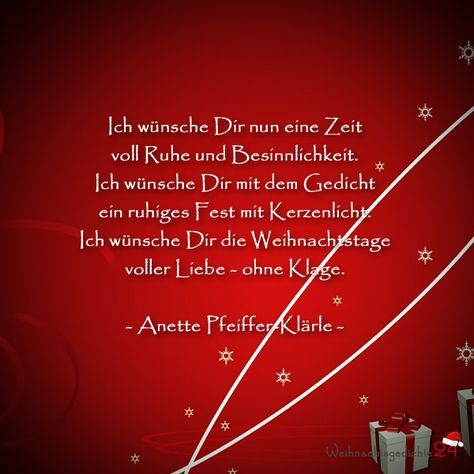 Ich wünsche Dir nun eine Zeit
voll Ruhe und Besinnlichkeit.
Ich wünsche Dir mit dem Gedicht
ein ruhiges Fest mit Kerzenlicht.
Ich wünsche Dir die Weihnachtstage
voller Liebe - ohne Klage.
- Anette Pfeiffer-Klärle -
Weihnachtsgedichte24